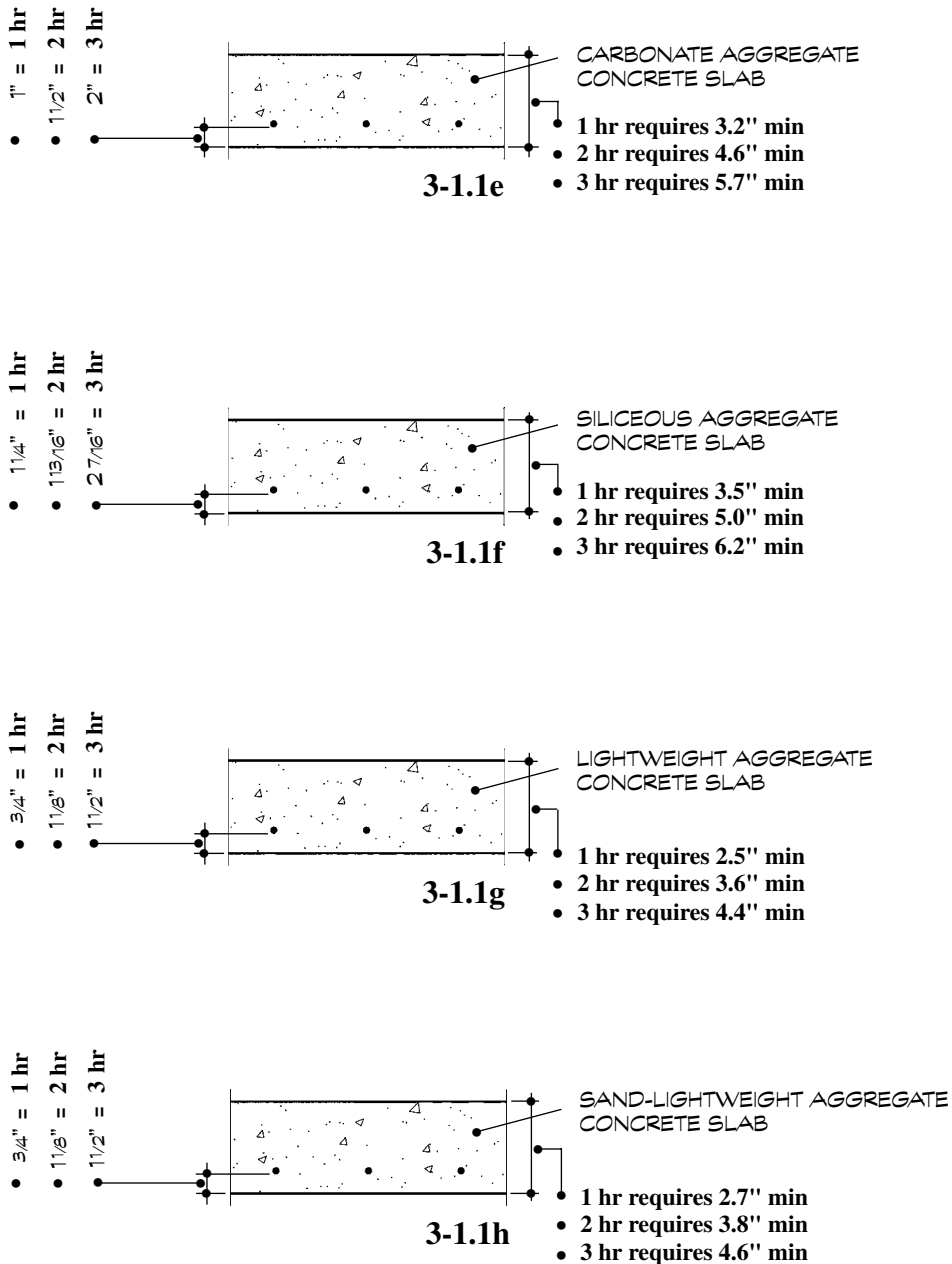 1" = 1 hr
11/2" = 2 hr
2" = 3 hr
CARBONATE AGGREGATE
CONCRETE SLAB
1 hr requires 3.2" min
2 hr requires 4.6" min
3 hr requires 5.7" min
3-1.1e
11/4" = 1 hr
113/16" = 2 hr
2 7/16" = 3 hr
SILICEOUS AGGREGATE
CONCRETE SLAB
1 hr requires 3.5" min
2 hr requires 5.0" min
3 hr requires 6.2" min
3-1.1f
3/4" = 1 hr
11/8" = 2 hr
11/2" = 3 hr
LIGHTWEIGHT AGGREGATE
CONCRETE SLAB
1 hr requires 2.5" min
2 hr requires 3.6" min
3 hr requires 4.4" min
3-1.1g
3/4" = 1 hr
11/8" = 2 hr
11/2" = 3 hr
SAND-LIGHTWEIGHT AGGREGATE
CONCRETE SLAB
1 hr requires 2.7" min
2 hr requires 3.8" min
3 hr requires 4.6" min
3-1.1h